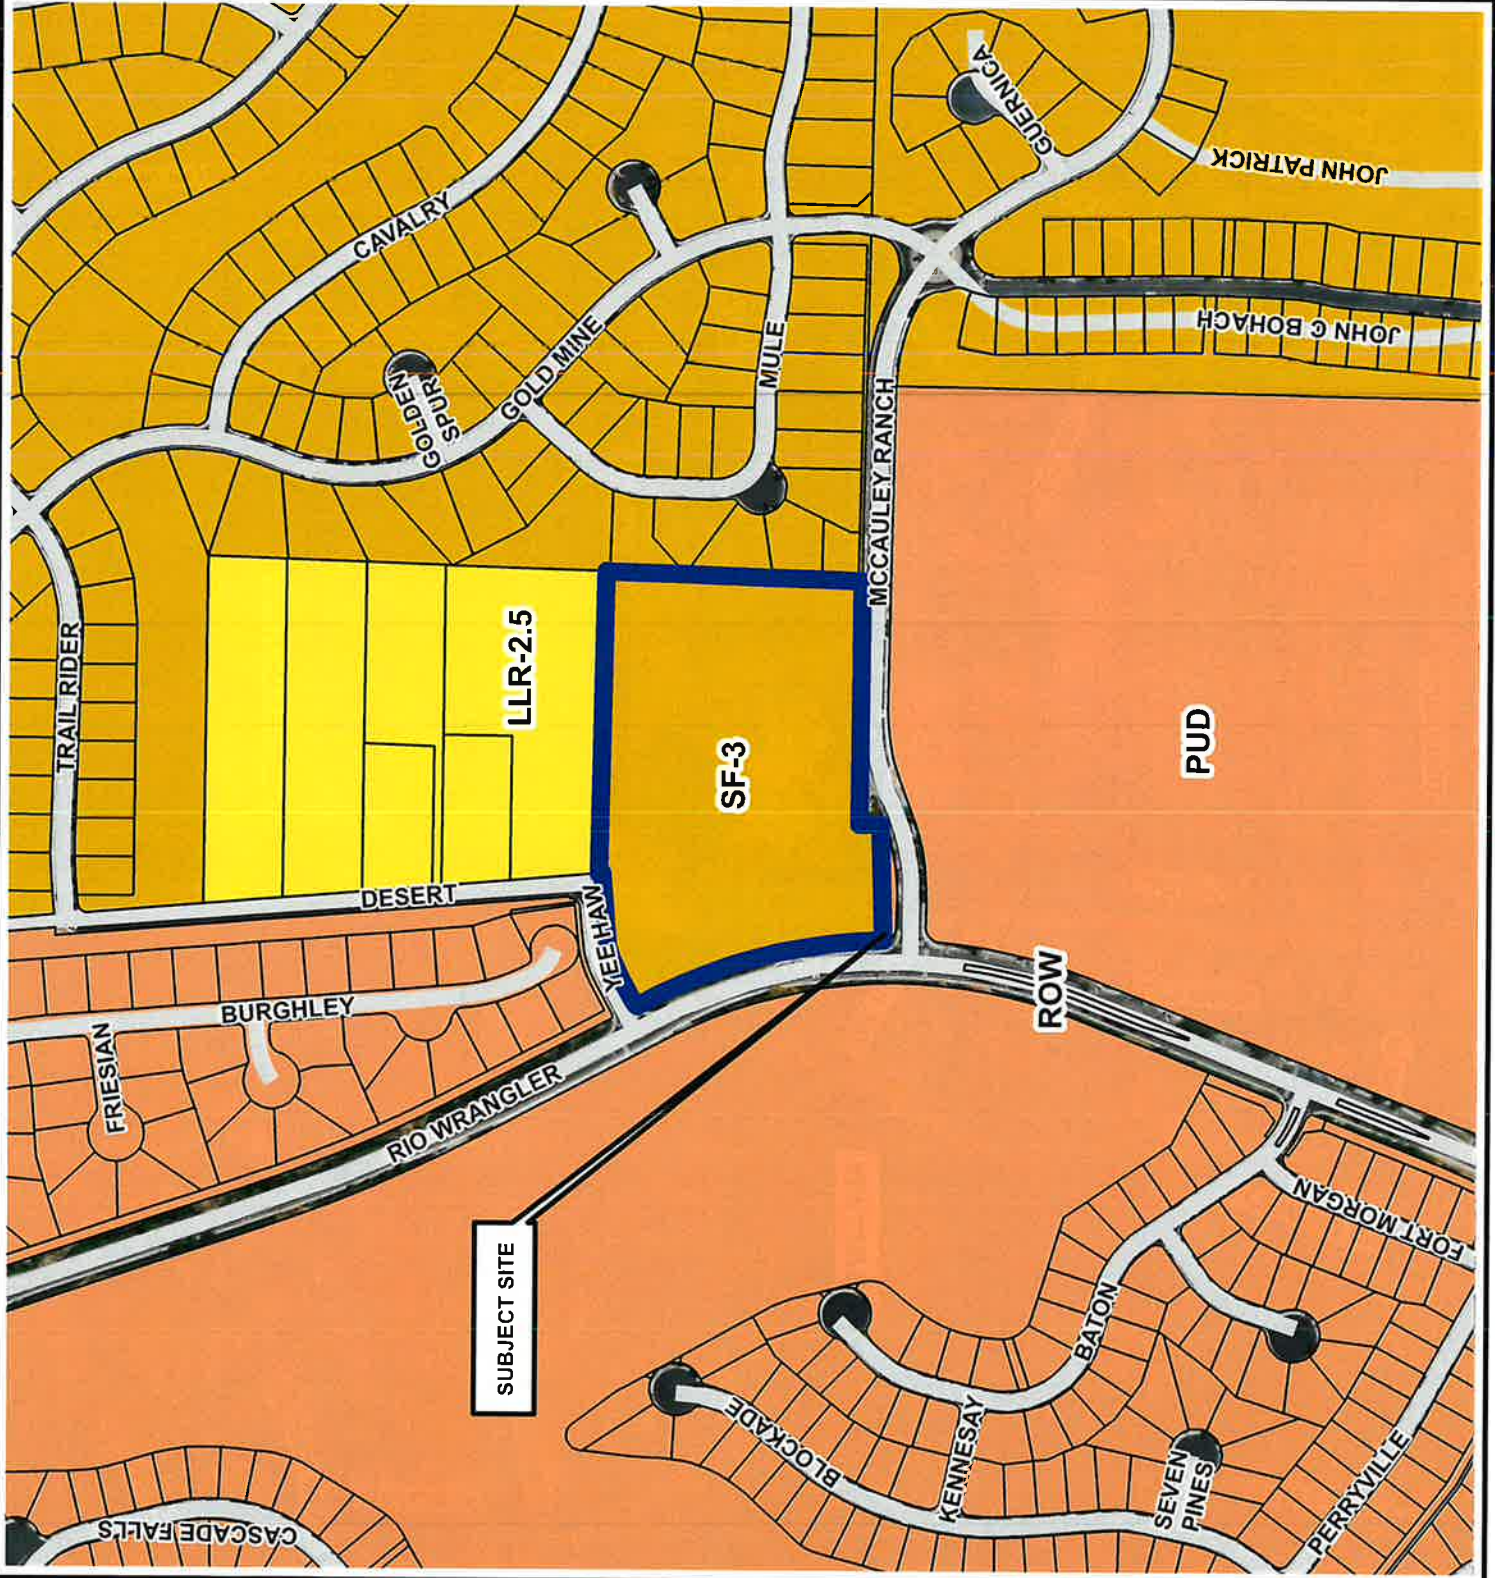 GUERNICA
JOHN PATRICK
CAVALRY
JOHN C BOHACH
GOLD MINE
MULE
GOLDEN
SPUR
MCCAULEY RANCH
TRAIL RIDER
LLR-2.5
SF-3
PUD
DESERT
YEEHAW
BURGHLEY
ROW
FRIESIAN
RIO WRANGLER
FORT MORGAN
SUBJECT SITE
BATON
BLOCKADE
KENNESAY
SEVEN
PINES
PERRYVILLE
CASCADE FALLS